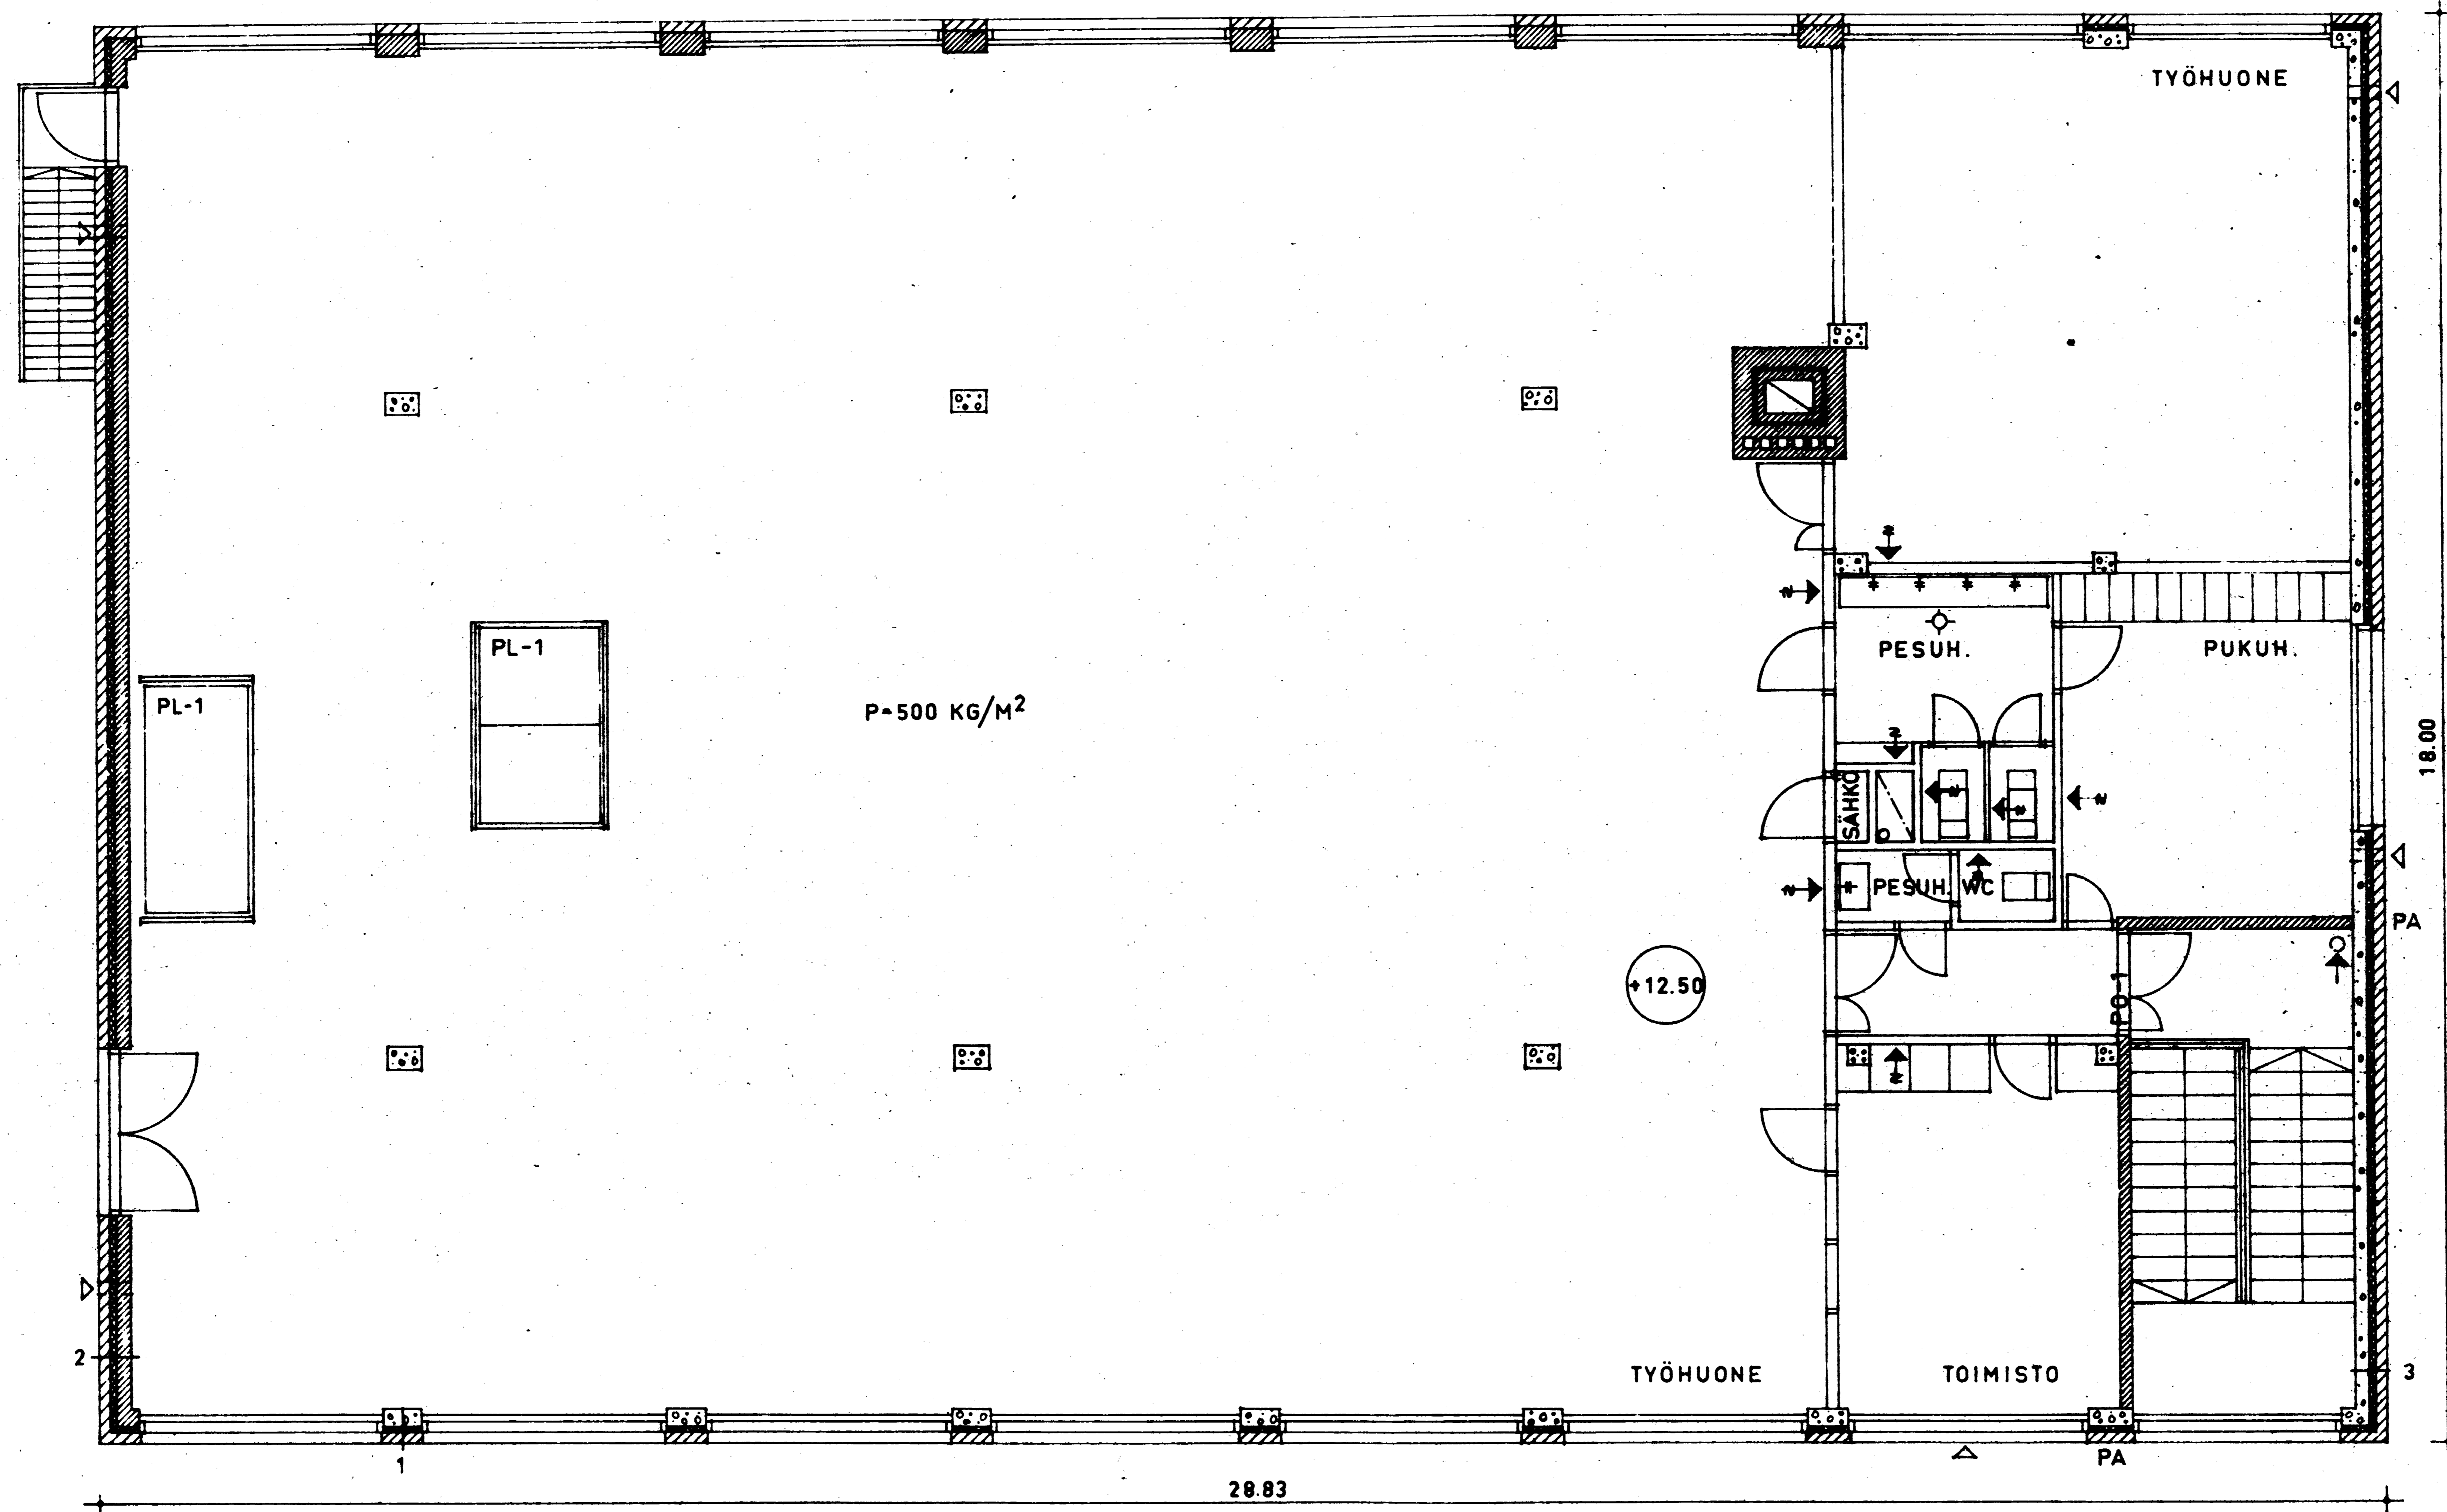 TYÖHUONE
PL-1
PESUH.
PUKUH.
PL-1
P=500 KG/M²
18.00
SÄHKÖ
PESUH. WC
PA
+12.50
PO-1
2
TYÖHUONE
TOIMISTO
3
1
PA
28.83